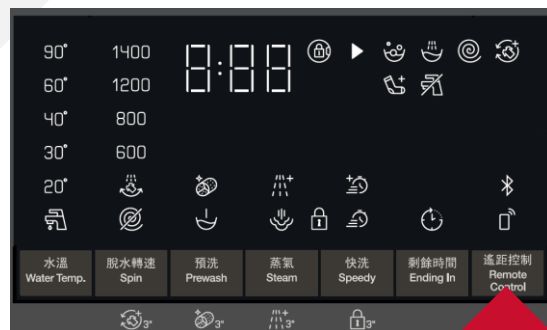 90° 1400 8:88
60° 1200
40° 800
30° 600
20°
水溫 脫水轉速 預洗 蒸氣 快洗 剩餘時間 遙距控制
Water Temp. Spin Prewash Steam Speedy Ending In Remote Control
3" 3" 3" 3"